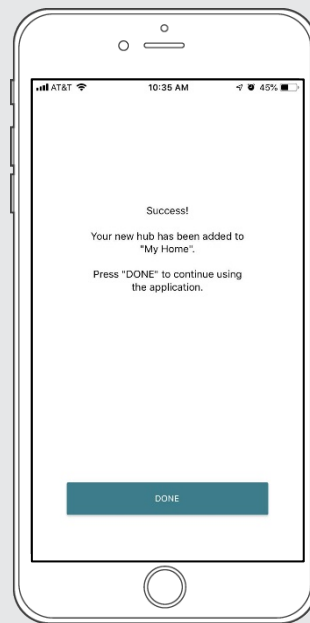 AT&T 10:35 AM 45%
Success!
Your new hub has been added to
"My Home".
Press "DONE" to continue using
the application.
DONE